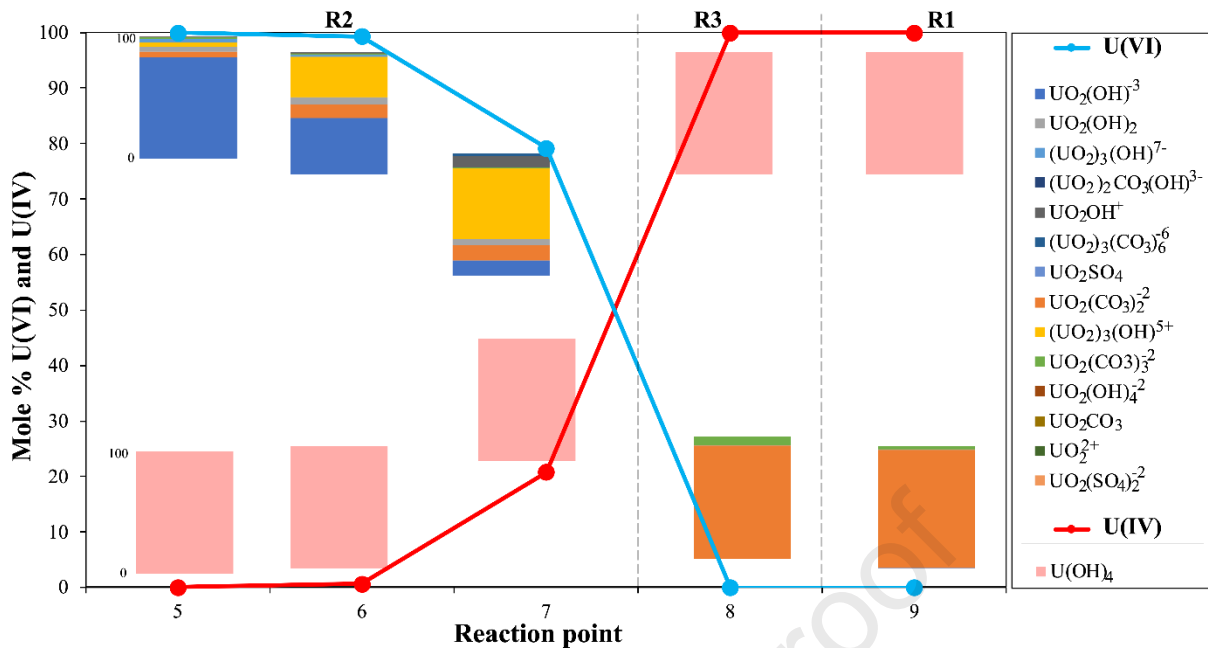 R2 R3 R1
100
90
80
70
60
50
40
30
20
10
0
Mole % U(VI) and U(IV)
100
0
100
0
5 6 7 8 9
Reaction point
U(VI)
UO₂(OH)⁻³
UO₂(OH)₂
(UO₂)₃(OH)⁷⁻
(UO₂)₂CO₃(OH)³⁻
UO₂OH⁺
(UO₂)₃(CO₃)₆⁻⁶
UO₂SO₄
UO₂(CO₃)₂⁻²
(UO₂)₃(OH)⁵⁺
UO₂(CO3)₃⁻²
UO₂(OH)₄⁻²
UO₂CO₃
UO₂²⁺
UO₂(SO₄)₂⁻²
U(IV)
U(OH)₄
roof